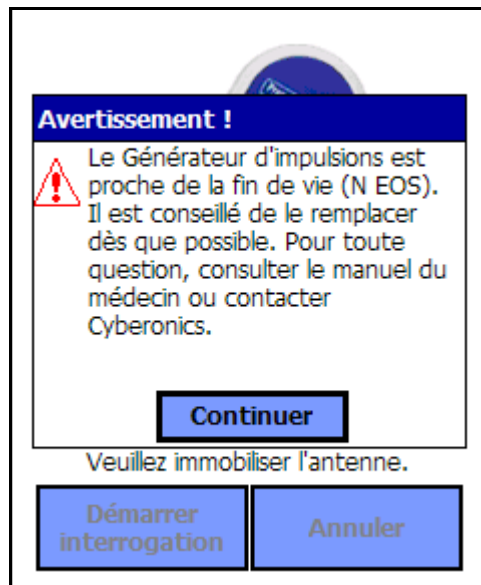 Avertissement !
Le Générateur d'impulsions est
proche de la fin de vie (N EOS).
Il est conseillé de le remplacer
dès que possible. Pour toute
question, consulter le manuel du
médecin ou contacter
Cyberonics.
Continuer
Veuillez immobiliser l'antenne.
Démarrer
interrogation
Annuler